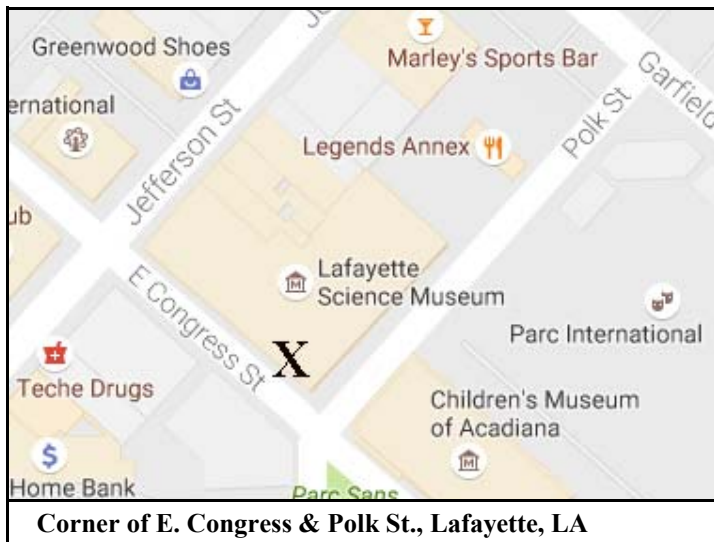 Greenwood Shoes
Marley's Sports Bar
Garfield
ernational
Jefferson St
Legends Annex
Polk St
ub
Lafayette
Science Museum
E Congress St
Parc International
Teche Drugs
X
Children's Museum
of Acadiana
$
Home Bank
Parc Sans
Corner of E. Congress & Polk St., Lafayette, LA